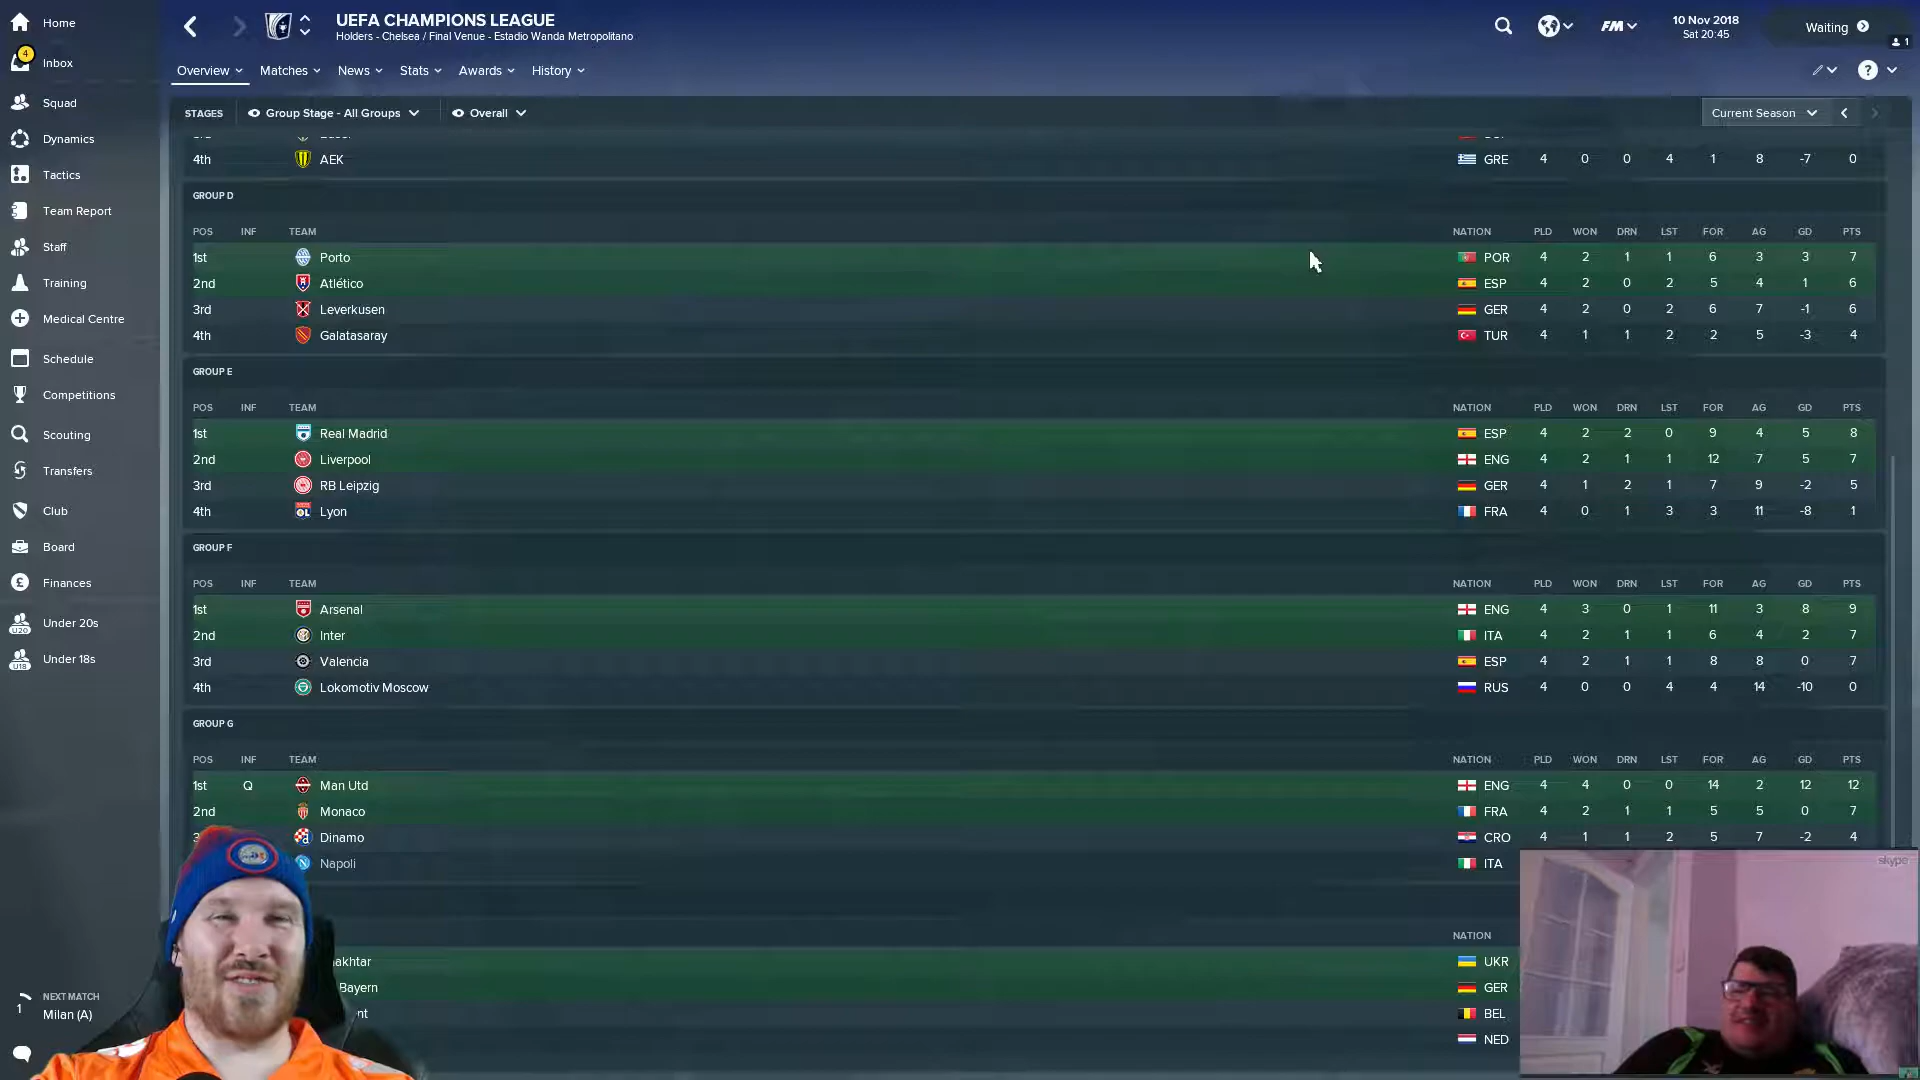 Home
4
Inbox
Squad
Dynamics
Tactics
Team Report
Staff
Training
Medical Centre
Schedule
Competitions
Scouting
Transfers
Club
Board
Finances
U20
Under 20s
U18
Under 18s
1
NEXT MATCH
Milan (A)
UEFA CHAMPIONS LEAGUE
Holders - Chelsea / Final Venue - Estadio Wanda Metropolitano
FM
10 Nov 2018
Sat 20:45
Waiting
1
Overview Matches News Stats Awards History
?
STAGES Group Stage - All Groups Overall Current Season
4th AEK GRE 4 0 0 4 1 8 -7 0
GROUP D
POS INF TEAM NATION PLD WON DRN LST FOR AG GD PTS
1st Porto POR 4 2 1 1 6 3 3 7
2nd Atlético ESP 4 2 0 2 5 4 1 6
3rd Leverkusen GER 4 2 0 2 6 7 -1 6
4th Galatasaray TUR 4 1 1 2 2 5 -3 4
GROUP E
POS INF TEAM NATION PLD WON DRN LST FOR AG GD PTS
1st Real Madrid ESP 4 2 2 0 9 4 5 8
2nd Liverpool ENG 4 2 1 1 12 7 5 7
3rd RB Leipzig GER 4 1 2 1 7 9 -2 5
4th OL Lyon FRA 4 0 1 3 3 11 -8 1
GROUP F
POS INF TEAM NATION PLD WON DRN LST FOR AG GD PTS
1st Arsenal ENG 4 3 0 1 11 3 8 9
2nd Inter ITA 4 2 1 1 6 4 2 7
3rd Valencia ESP 4 2 1 1 8 8 0 7
4th Lokomotiv Moscow RUS 4 0 0 4 4 14 -10 0
GROUP G
POS INF TEAM NATION PLD WON DRN LST FOR AG GD PTS
1st Q Man Utd ENG 4 4 0 0 14 2 12 12
2nd Monaco FRA 4 2 1 1 5 5 0 7
Dinamo CRO 4 1 1 2 5 7 -2 4
N Napoli ITA
skype
NATION
akhtar UKR
Bayern GER
nt BEL
NED